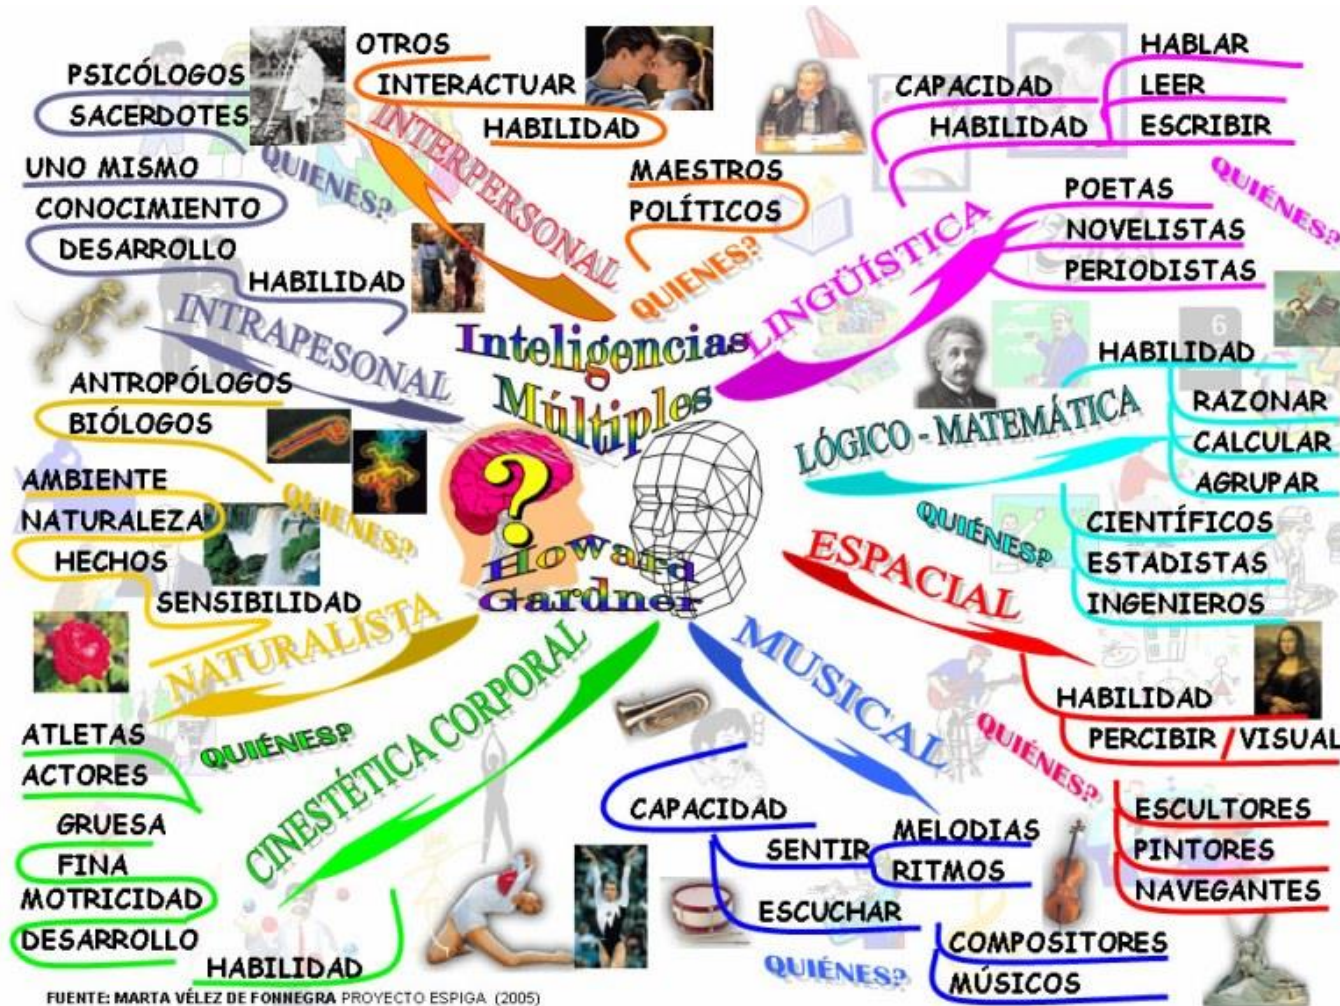 Inteligencias
Múltiples
Howard
Gardner
INTERPERSONAL
OTROS
INTERACTUAR
HABILIDAD
QUIENES?
MAESTROS
POLÍTICOS
LINGÜÍSTICA
CAPACIDAD
HABILIDAD
HABLAR
LEER
ESCRIBIR
QUIÉNES?
POETAS
NOVELISTAS
PERIODISTAS
LÓGICO - MATEMÁTICA
HABILIDAD
RAZONAR
CALCULAR
AGRUPAR
QUIÉNES?
CIENTÍFICOS
ESTADISTAS
INGENIEROS
6
ESPACIAL
HABILIDAD
PERCIBIR / VISUAL
QUIÉNES?
ESCULTORES
PINTORES
NAVEGANTES
MUSICAL
CAPACIDAD
SENTIR
MELODIAS
RITMOS
ESCUCHAR
QUIÉNES?
COMPOSITORES
MÚSICOS
CINESTÉTICA CORPORAL
QUIÉNES?
ATLETAS
ACTORES
GRUESA
FINA
MOTRICIDAD
DESARROLLO
HABILIDAD
NATURALISTA
QUIENES?
ANTROPÓLOGOS
BIÓLOGOS
AMBIENTE
NATURALEZA
HECHOS
SENSIBILIDAD
INTRAPESONAL
QUIENES?
PSICÓLOGOS
SACERDOTES
UNO MISMO
CONOCIMIENTO
DESARROLLO
HABILIDAD
?
FUENTE: MARTA VÉLEZ DE FONNEGRA PROYECTO ESPIGA (2005)